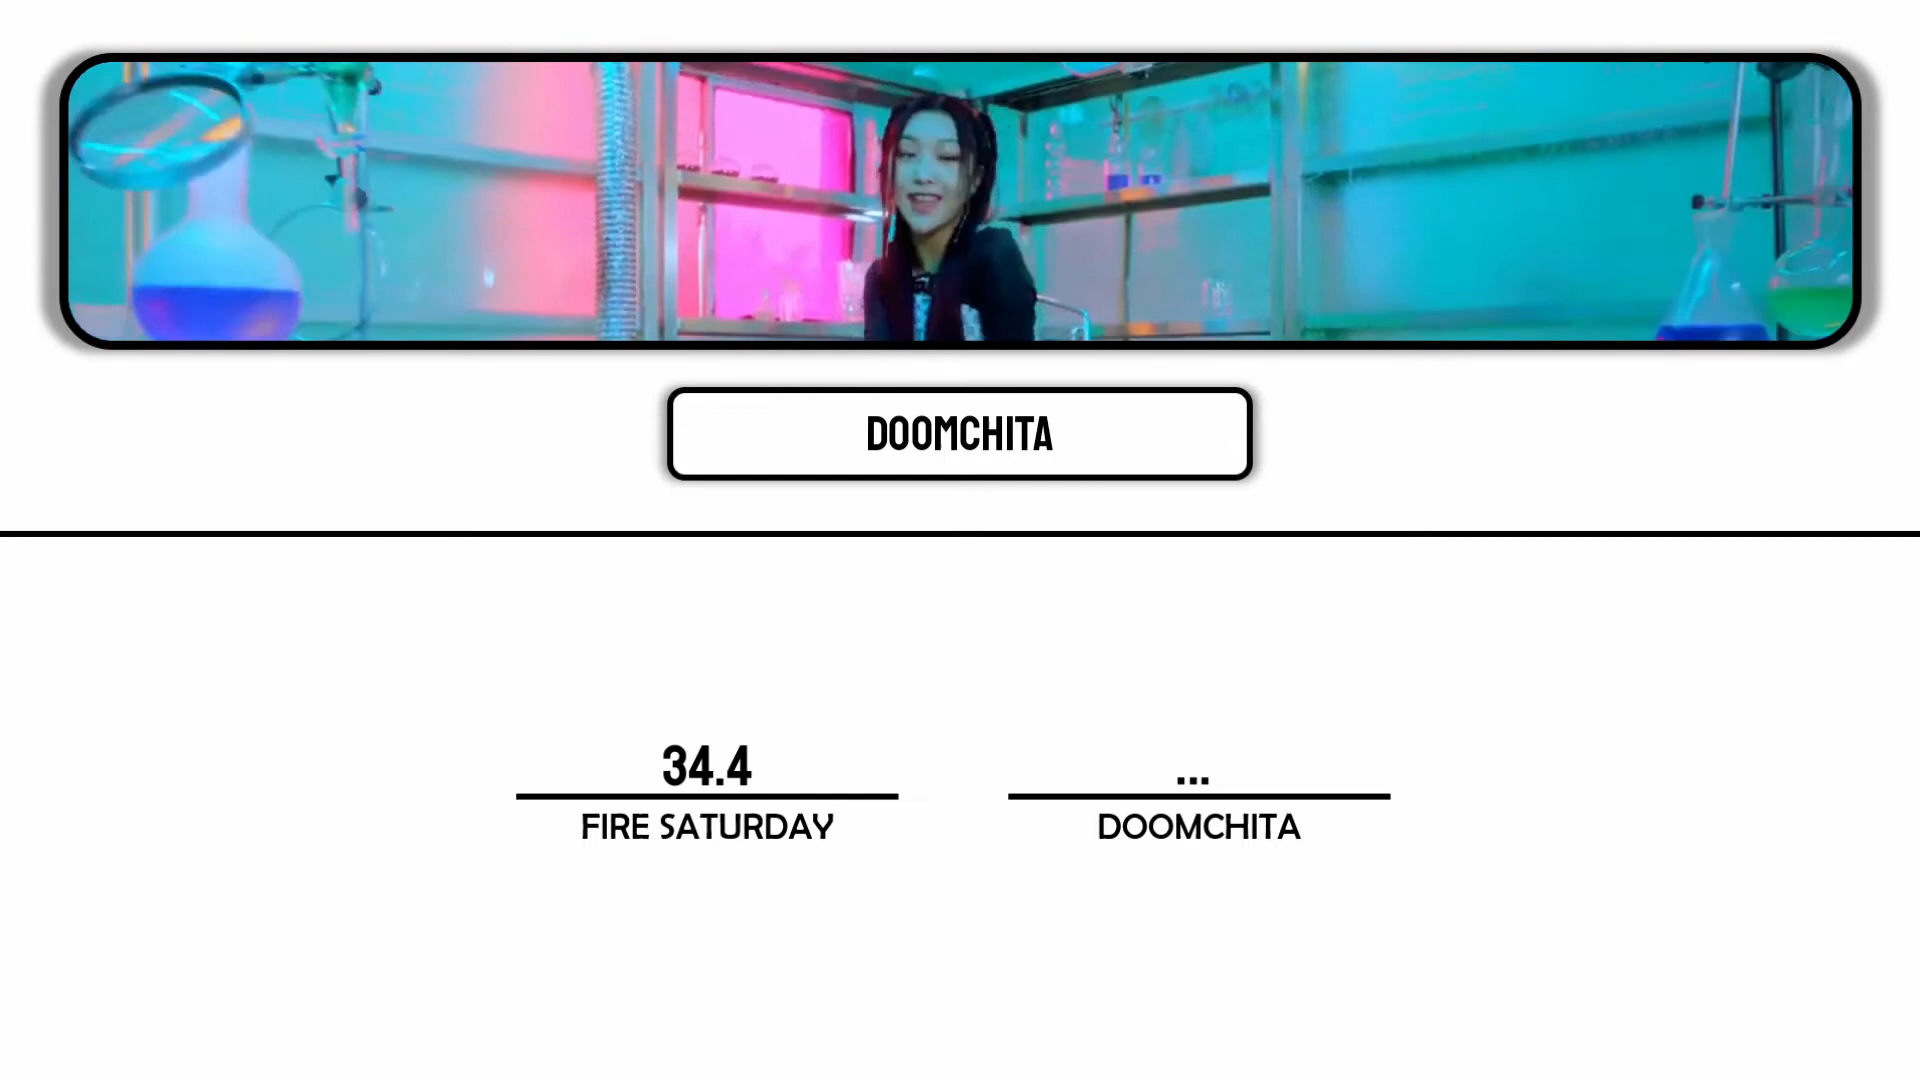 DOOMCHITA
34.4
FIRE SATURDAY
...
DOOMCHITA